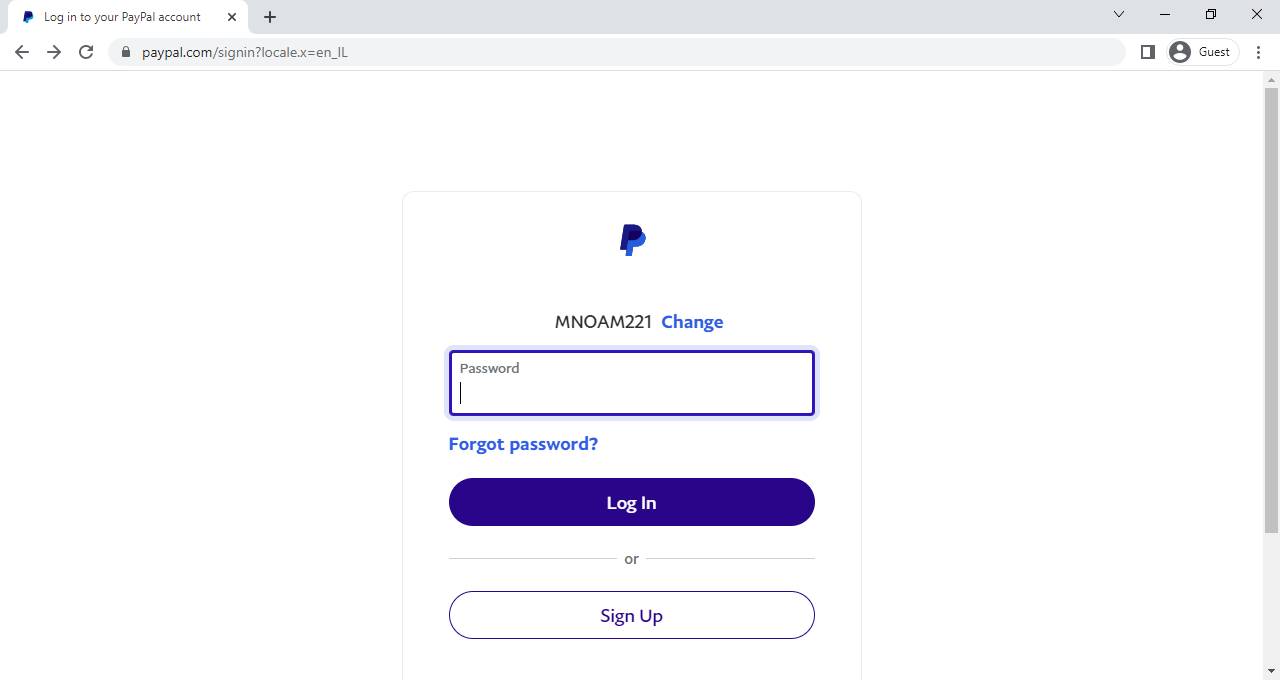 Log in to your PayPal account
paypal.com/signin?locale.x=en_IL
Guest
MNOAM221 Change
Password
Forgot password?
Log In
or
Sign Up